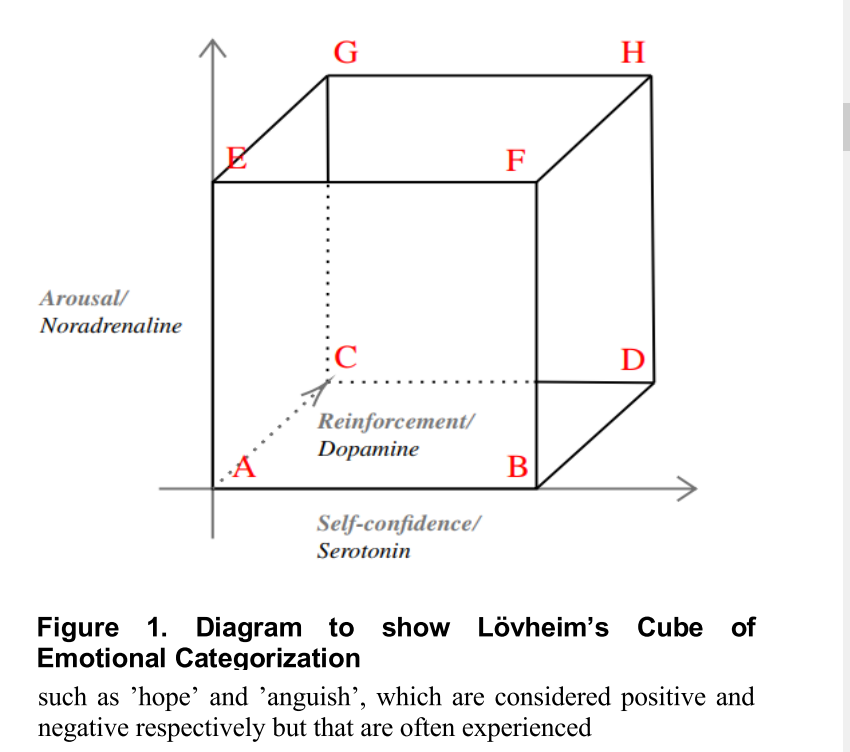 G
H
E
F
Arousal/
Noradrenaline
C
D
Reinforcement/
Dopamine
A
B
Self-confidence/
Serotonin
Figure 1. Diagram to show Lövheim’s Cube of
Emotional Categorization
such as ’hope’ and ’anguish’, which are considered positive and
negative respectively but that are often experienced